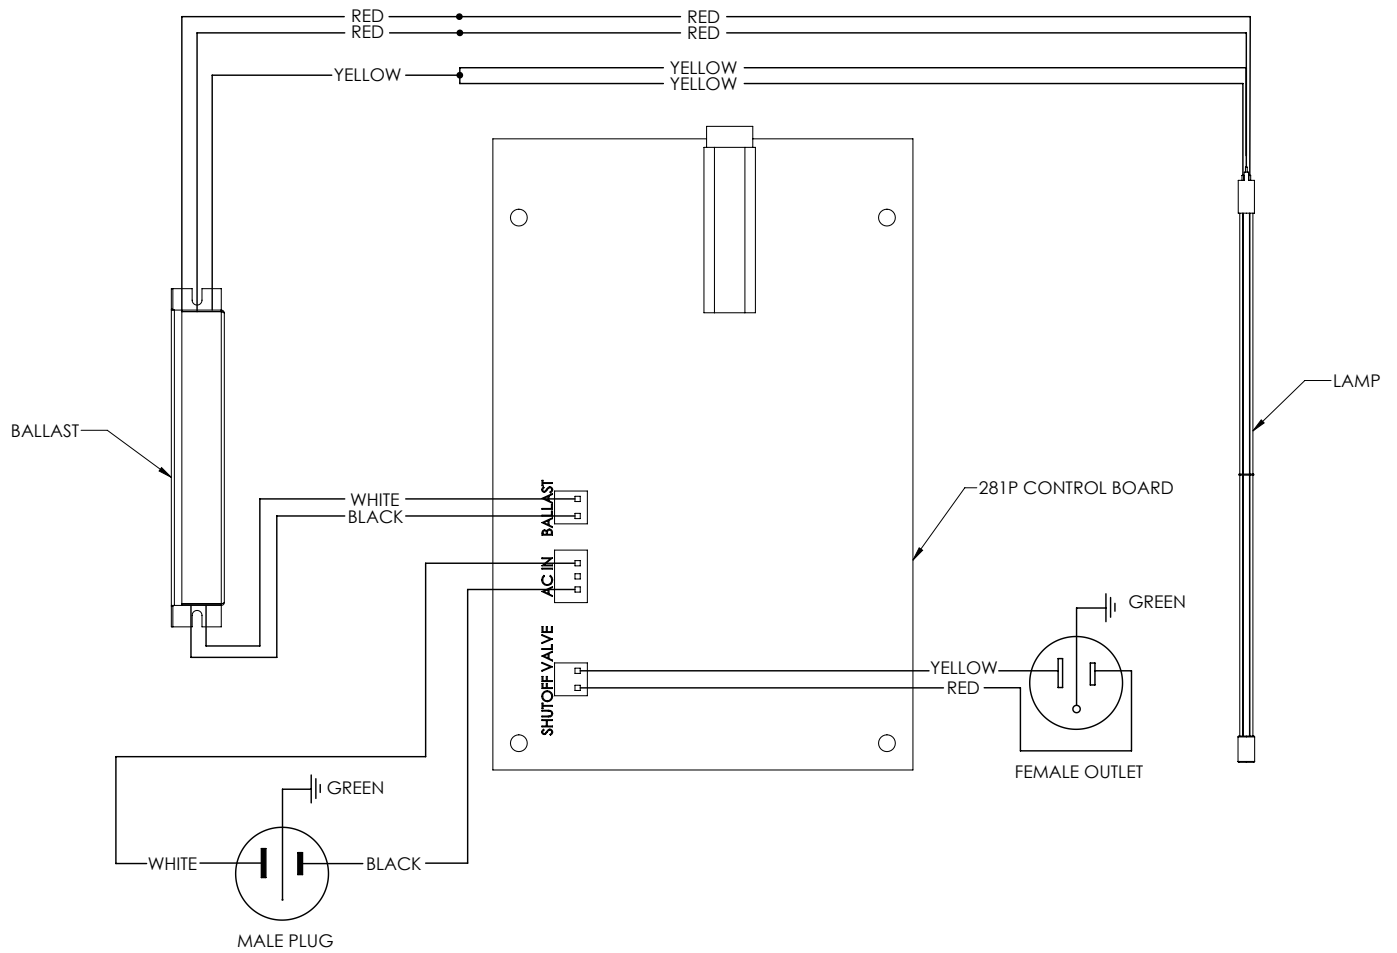 RED RED
RED RED
YELLOW YELLOW
YELLOW
LAMP
BALLAST
BALLAST
281P CONTROL BOARD
WHITE
BLACK
AC IN
GREEN
SHUTOFF VALVE
YELLOW
RED
FEMALE OUTLET
GREEN
WHITE BLACK
MALE PLUG